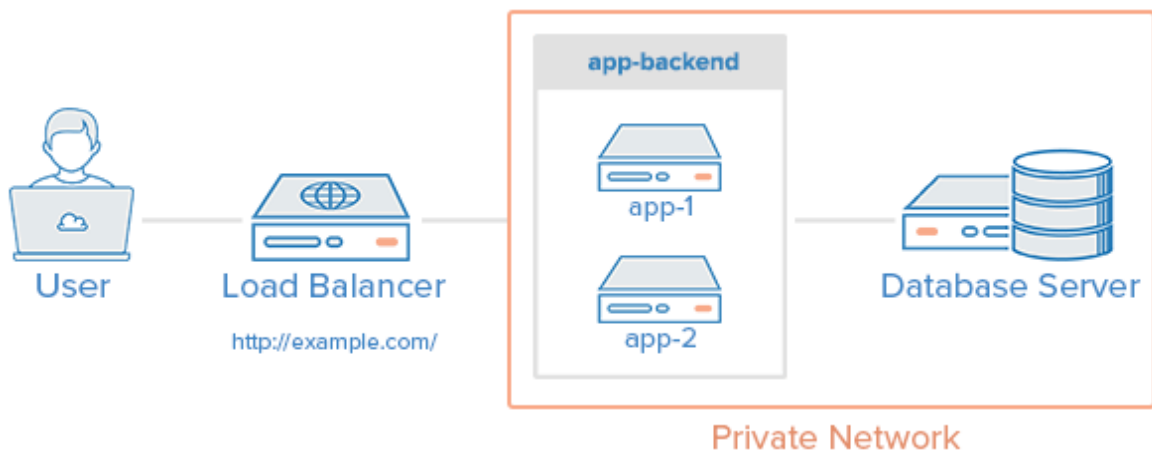 app-backend
app-1
app-2
User
Load Balancer
http://example.com/
Database Server
Private Network